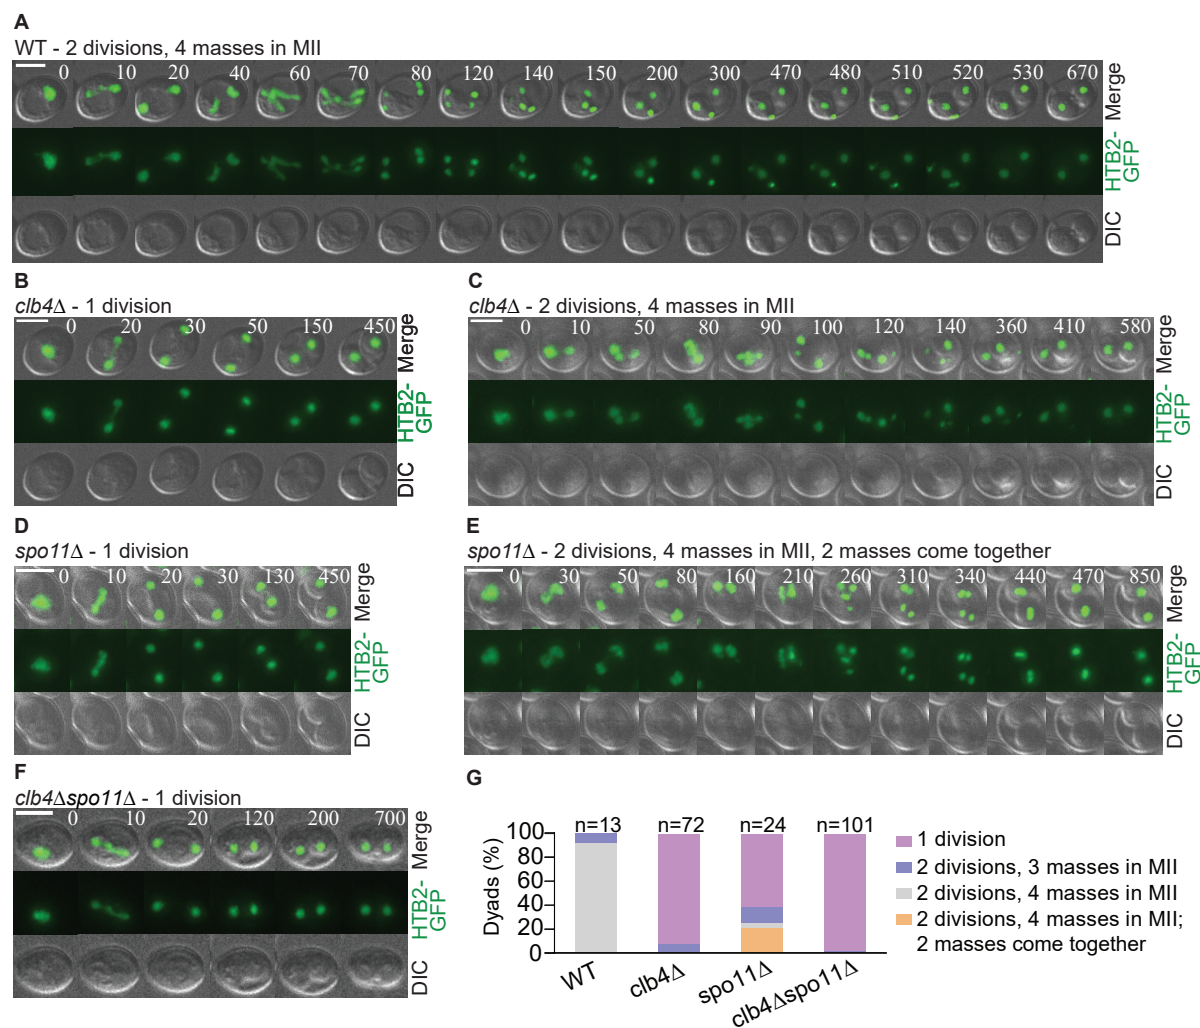 A
WT - 2 divisions, 4 masses in MII
0 10 20 40 60 70 80 120 140 150 200 300 470 480 510 520 530 670
Merge
HTB2-
GFP
DIC
B
clb4Δ - 1 division
0 20 30 50 150 450
Merge
HTB2-
GFP
DIC
C
clb4Δ - 2 divisions, 4 masses in MII
0 10 50 80 90 100 120 140 360 410 580
Merge
HTB2-
GFP
DIC
D
spo11Δ - 1 division
0 10 20 30 130 450
Merge
HTB2-
GFP
DIC
E
spo11Δ - 2 divisions, 4 masses in MII, 2 masses come together
0 30 50 80 160 210 260 310 340 440 470 850
Merge
HTB2-
GFP
DIC
F
clb4Δspo11Δ - 1 division
0 10 20 120 200 700
Merge
HTB2-
GFP
DIC
G
n=13 n=72 n=24 n=101
100
80
60
40
20
0
Dyads (%)
WT clb4Δ spo11Δ clb4Δspo11Δ
1 division
2 divisions, 3 masses in MII
2 divisions, 4 masses in MII
2 divisions, 4 masses in MII;
2 masses come together